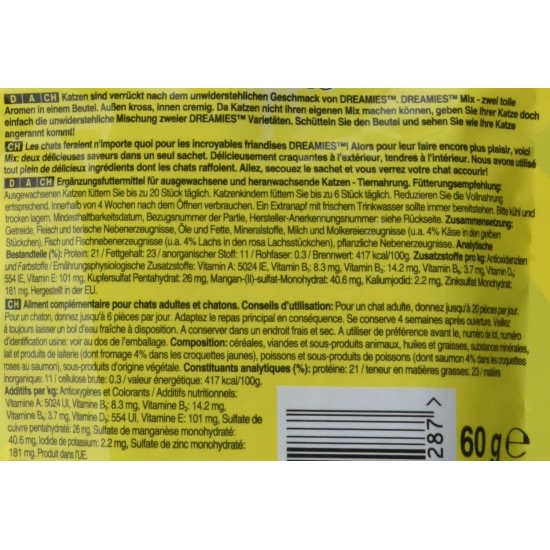 D A CH Katzen sind verrückt nach dem unwiderstehlichen Geschmack von DREAMIES™. DREAMIES™ Mix - zwei tolle
Aromen in einem Beutel. Außen kross, innen cremig. Da Katzen nicht ihren eigenen Mix machen können, geben Sie Ihrer Katze doch
einfach die unwiderstehliche Mischung zweier DREAMIES™ Varietäten. Schütteln Sie den Beutel und sehen Sie wie Ihre Katze
angerannt kommt!
CH Les chats feraient n'importe quoi pour les incroyables friandises DREAMIES™! Alors pour leur faire encore plus plaisir, voici
Mix: deux délicieuses saveurs dans un seul sachet. Délicieusement craquantes à l'extérieur, tendres à l'intérieur. Nous avons utilisé
tout plein de délicieux ingrédients dont les chats raffolent. Allez, secouez le sachet et vous verrez votre chat accourir!
D A CH Ergänzungsfuttermittel für ausgewachsene und heranwachsende Katzen - Tiernahrung. Fütterungsempfehlung:
Ausgewachsenen Katzen füttern Sie bis zu 20 Stück täglich. Katzenkindern füttern Sie bis zu 6 Stück täglich. Reduzieren Sie die Vollnahrung
entsprechend. Innerhalb von 4 Wochen nach dem Öffnen verbrauchen. Ein Extranapf mit frischem Trinkwasser sollte immer bereitstehen. Bitte kühl und
trocken lagern. Mindesthaltbarkeitsdatum, Bezugsnummer der Partie, Hersteller-Anerkennungsnummer: siehe Rückseite. Zusammensetzung:
Getreide, Fleisch und tierische Nebenerzeugnisse, Öle und Fette, Mineralstoffe, Milch und Molkereierzeugnisse (u.a. 4% Käse in den gelben
Stückchen), Fisch und Fischnebenerzeugnisse (u.a. 4% Lachs in den rosa Lachsstückchen), pflanzliche Nebenerzeugnisse. Analytische
Bestandteile (%): Protein: 21 / Fettgehalt: 23 / anorganischer Stoff: 11 / Rohfaser: 0.3 / Brennwert: 417 kcal/100g. Zusatzstoffe pro kg: Antioxidanzien
und Farbstoffe / Ernährungsphysiologische Zusatzstoffe: Vitamin A: 5024 IE, Vitamin B₁: 8.3 mg, Vitamin B₂: 14.2 mg, Vitamin B₆: 3.7 mg, Vitamin D₃:
554 IE, Vitamin E: 101 mg, Kupfersulfat Pentahydrat: 26 mg, Mangan-(II)-sulfat-Monohydrat: 40.6 mg, Kaliumjodid: 2.2 mg, Zinksulfat Monohydrat:
181 mg. Hergestellt in der EU.
CH Aliment complémentaire pour chats adultes et chatons. Conseils d'utilisation: Pour un chat adulte, donnez jusqu'à 20 pièces par jour.
Pour un chaton, donnez jusqu'à 6 pièces par jour. Adaptez le repas principal en conséquence. Se conserve 4 semaines après ouverture. Veillez
à toujours laisser un bol d'eau fraîche à disposition. A conserver dans un endroit frais et sec. A utiliser de préférence avant le, numéro de lot, numéro
d'identification usine: voir au dos de l'emballage. Composition: céréales, viandes et sous-produits animaux, huiles et graisses, substances minérales,
lait et produits de laiterie (dont fromage 4% dans les croquettes jaunes), poissons et sous-produits de poissons (dont saumon 4% dans les croquettes
roses au saumon), sous-produits d'origine végétale. Constituants analytiques (%): protéine: 21 / teneur en matières grasses: 23 / matière
inorganique: 11 / cellulose brute: 0.3 / valeur énergétique: 417 kcal/100g.
Additifs par kg: Antioxygènes et Colorants / Additifs nutritionnels:
Vitamine A: 5024 UI, Vitamine B₁: 8.3 mg, Vitamine B₂: 14.2 mg,
Vitamine B₆: 3.7 mg, Vitamine D₃: 554 UI, Vitamine E: 101 mg, Sulfate de
cuivre pentahydraté: 26 mg, Sulfate de manganèse monohydraté:
40.6 mg, Iodide de potassium: 2.2 mg, Sulfate de zinc monohydraté:
181 mg. Produit dans l'UE.
287>
60 g e